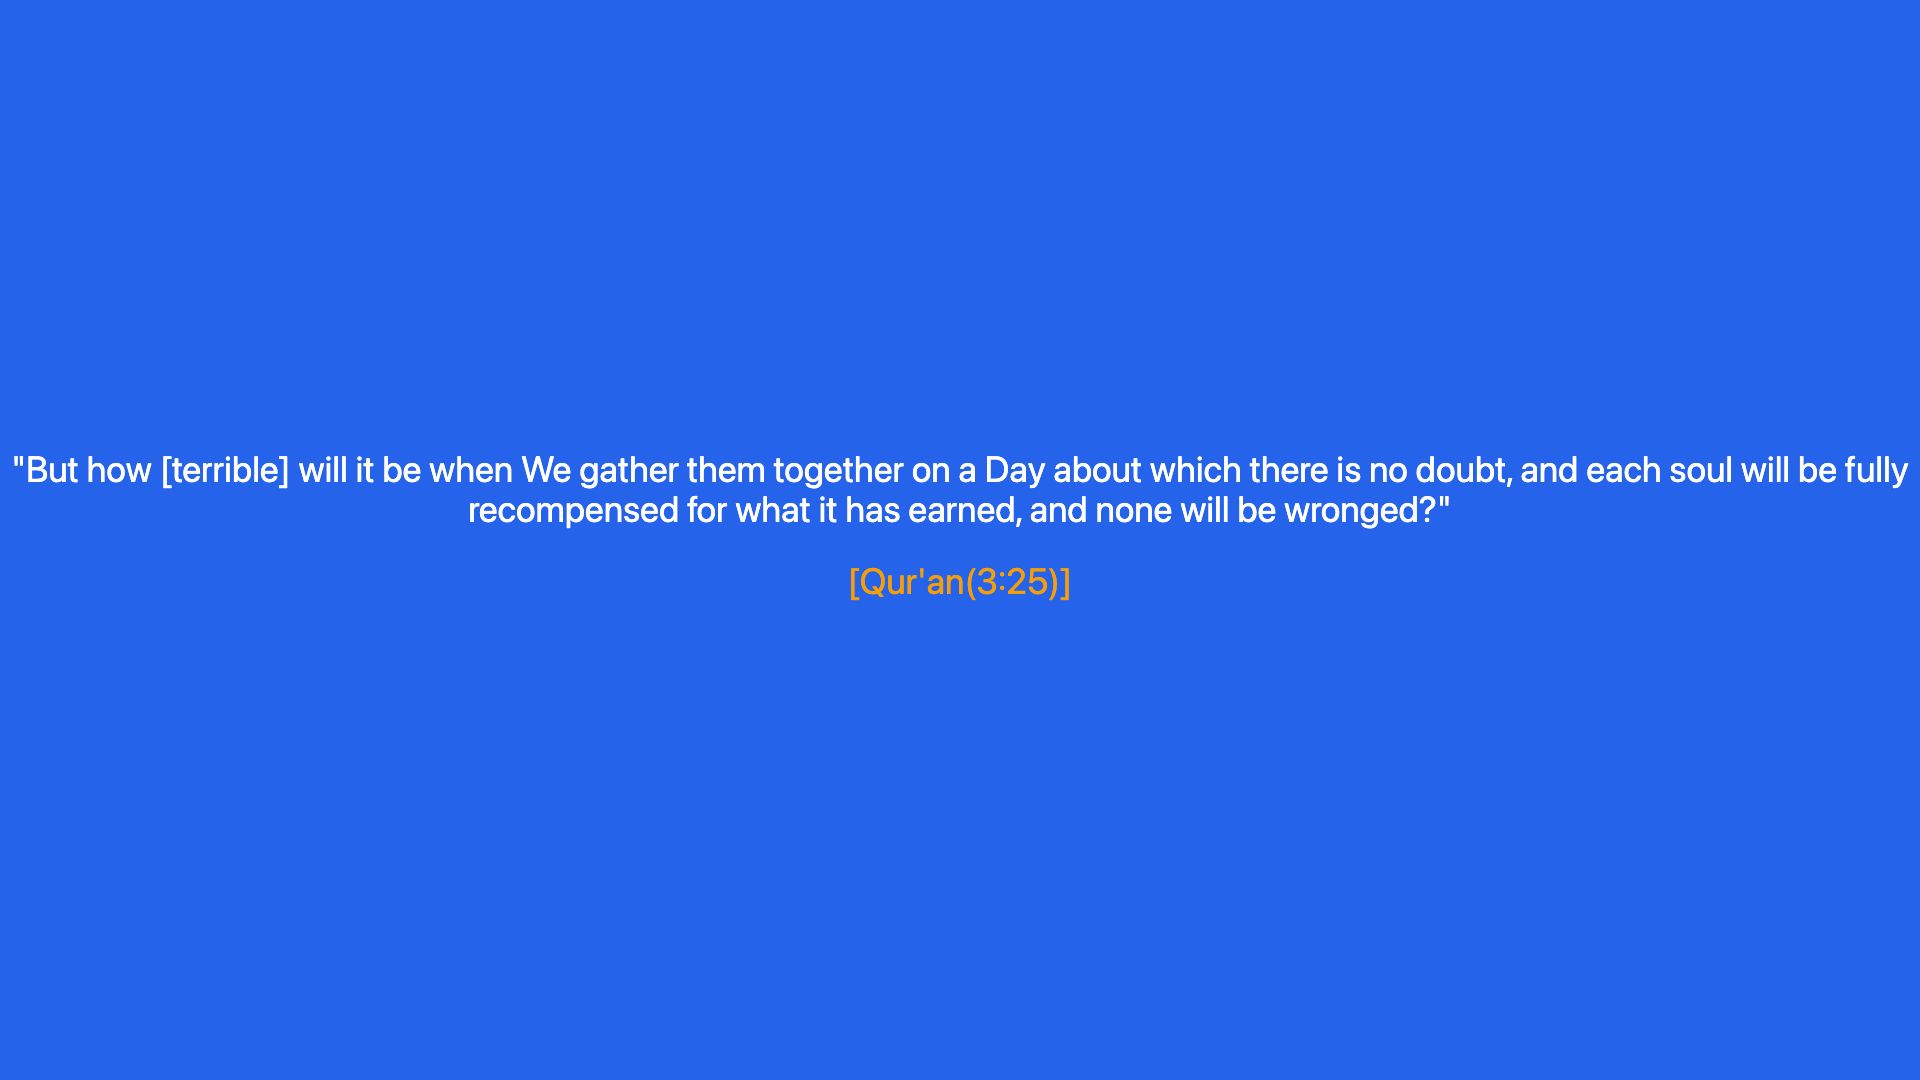 "But how [terrible] will it be when We gather them together on a Day about which there is no doubt, and each soul will be fully
recompensed for what it has earned, and none will be wronged?"
[Qur'an(3:25)]